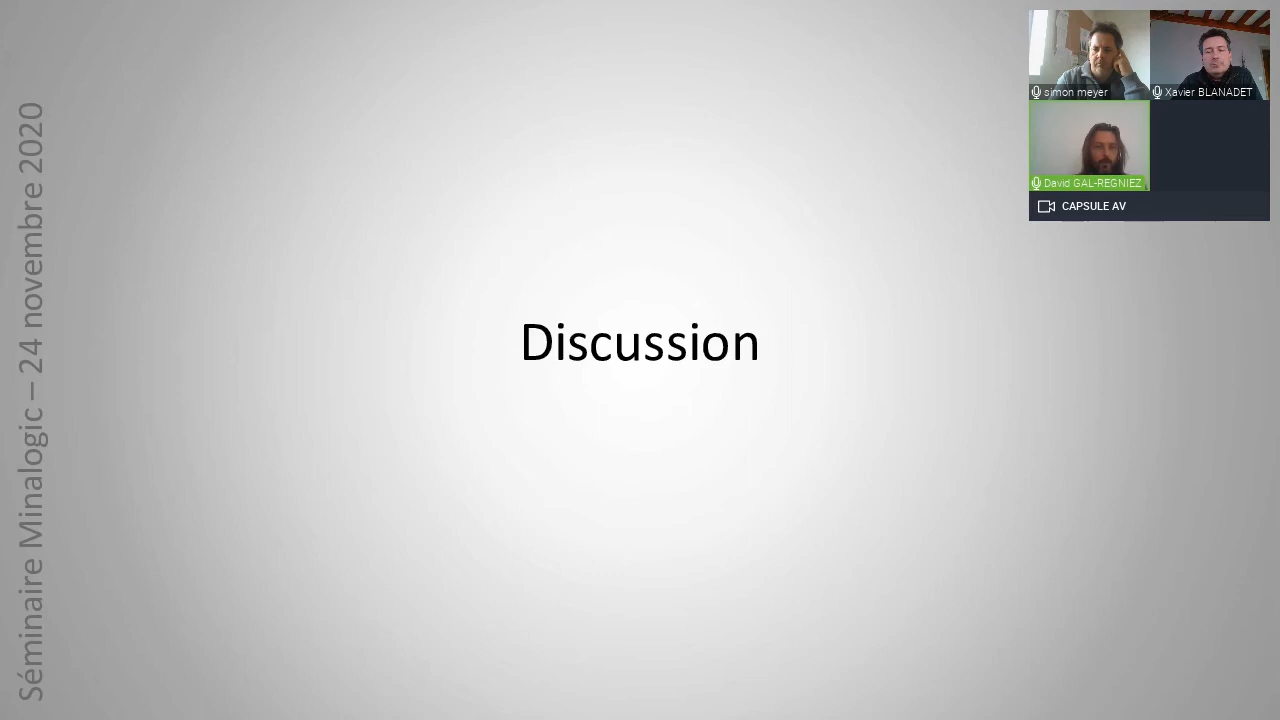 Séminaire Minalogic – 24 novembre 2020
Discussion
simon meyer
Xavier BLANADET
David GAL-REGNIEZ
CAPSULE AV